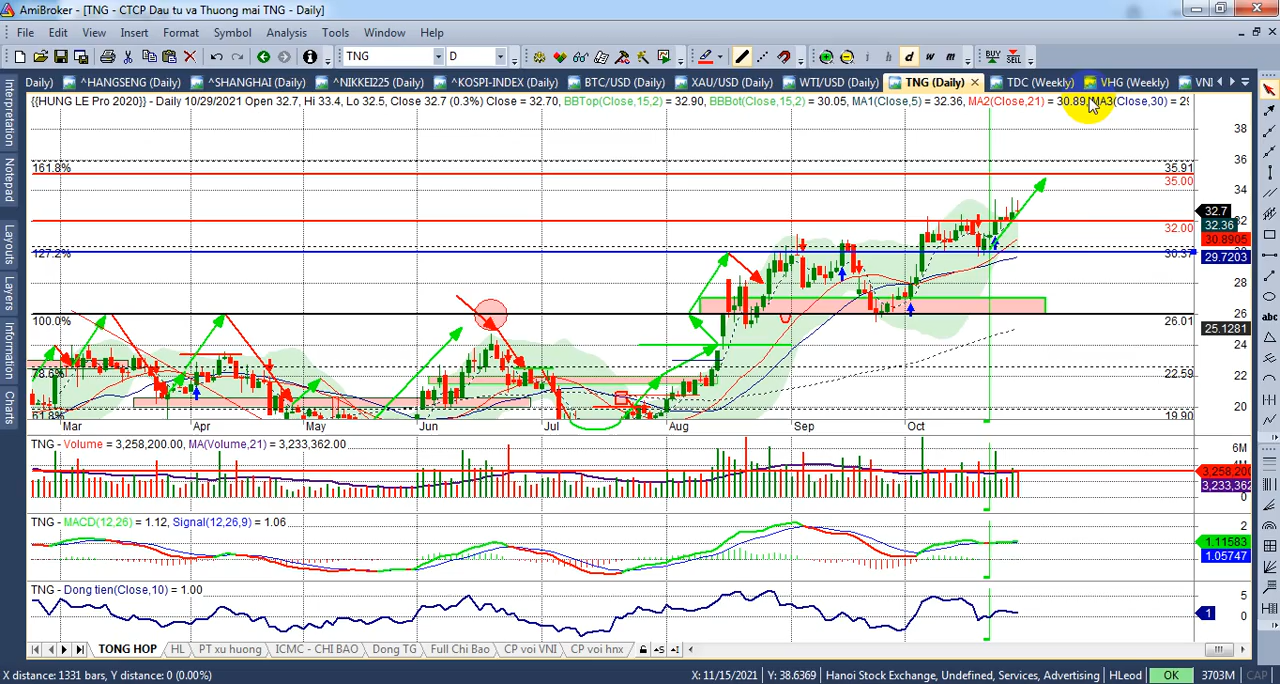 AmiBroker - [TNG - CTCP Dau tu va Thuong mai TNG - Daily]
File Edit View Insert Format Symbol Analysis Tools Window Help
TNG D d w m BUY SELL
Daily) ^HANGSENG (Daily) ^SHANGHAI (Daily) ^NIKKEI225 (Daily) ^KOSPI-INDEX (Daily) BTC/USD (Daily) XAU/USD (Daily) WTI/USD (Daily) TNG (Daily) TDC (Weekly) VHG (Weekly) VNI
{{HUNG LE Pro 2020}} - Daily 10/29/2021 Open 32.7, Hi 33.4, Lo 32.5, Close 32.7 (0.3%) Close = 32.70, BBTop(Close,15,2) = 32.90, BBBot(Close,15,2) = 30.05, MA1(Close,5) = 32.36, MA2(Close,21) = 30.89, MA3(Close,30) = 29
Interpretation
Notepad
Layouts
Layers
Information
Charts
abc
38
36
161.8% 35.91
35.00
34
32.7
32
32.36
32.00
30.8905
127.2% 30.37
29.7203
28
26
100.0% 26.01
25.1281
24
78.6% 22.59
22
20
61.8% 19.90
Mar Apr May Jun Jul Aug Sep Oct
TNG - Volume = 3,258,200.00, MA(Volume,21) = 3,233,362.00
6M
3,258,200
3,233,362
0
TNG - MACD(12,26) = 1.12, Signal(12,26,9) = 1.06
2
1.11583
1.05747
TNG - Dong tien(Close,10) = 1.00
5
1
0
TONG HOP HL PT xu huong ICMC - CHI BAO Dong TG Full Chi Bao CP voi VNI CP voi hnx
X distance: 1331 bars, Y distance: 0 (0.00%) X: 11/15/2021 Y: 38.6369 Hanoi Stock Exchange, Undefined, Services, Advertising HLeod OK 3703M CAP